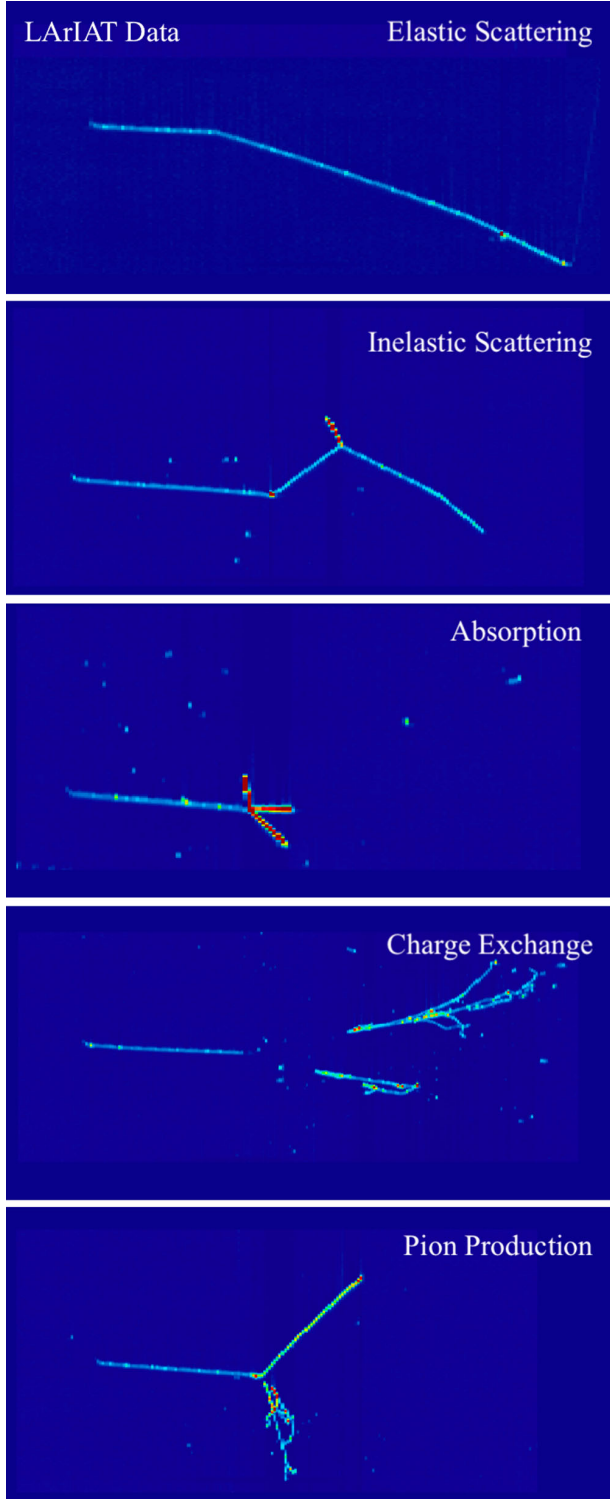 LArIAT Data
Elastic Scattering
Inelastic Scattering
Absorption
Charge Exchange
Pion Production